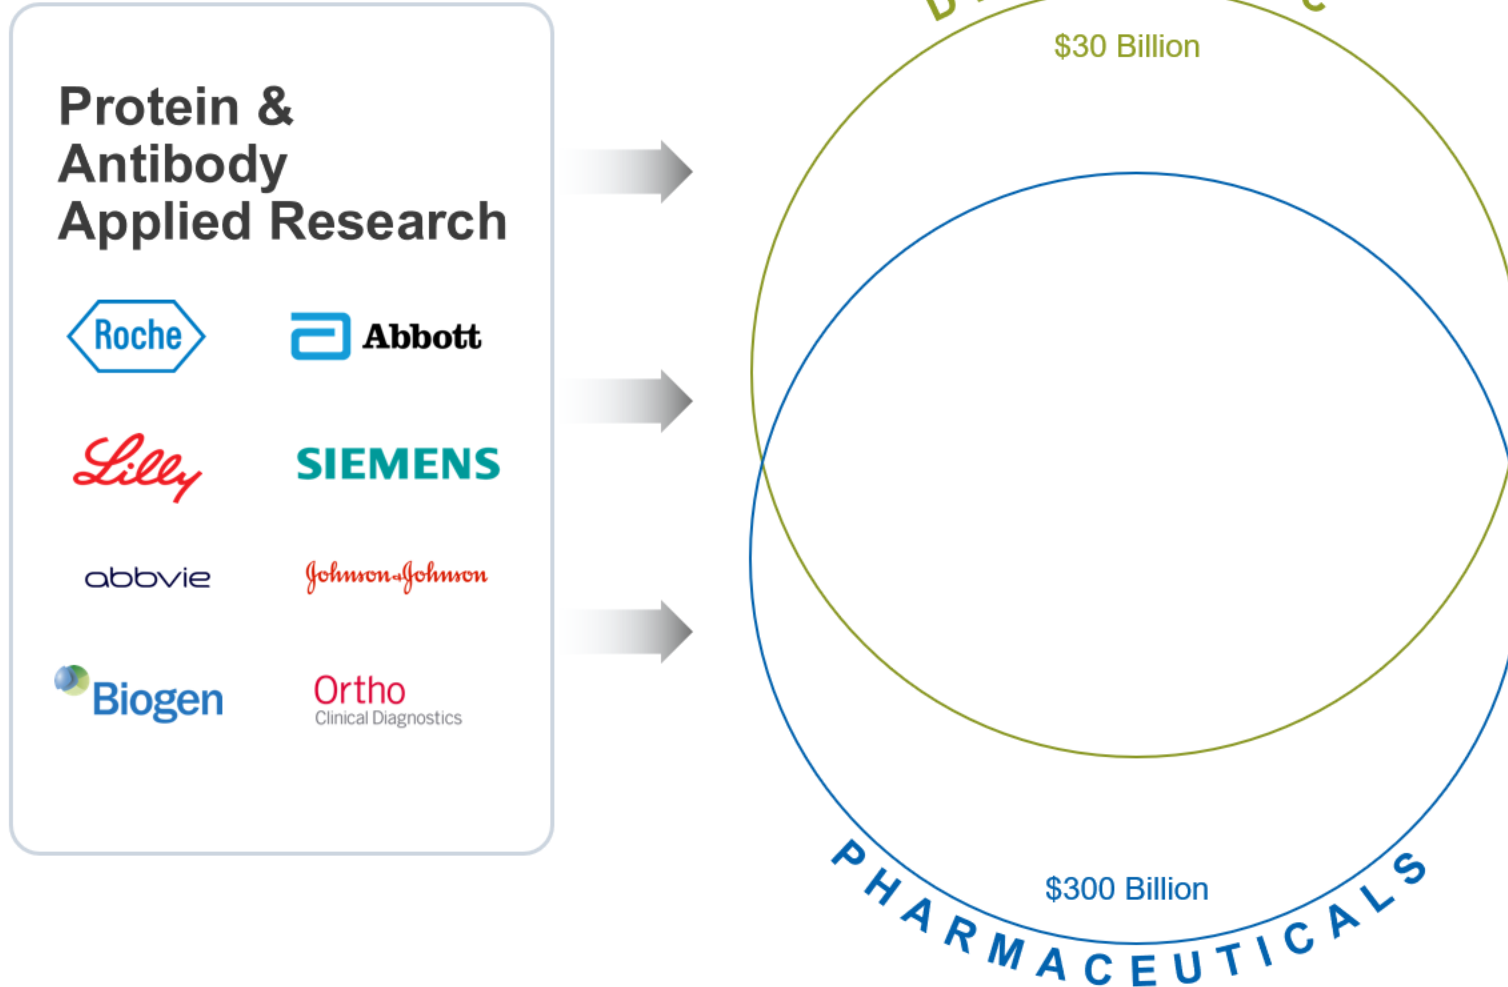 Protein &
Antibody
Applied Research
Roche
Abbott
Lilly
SIEMENS
abbvie
Johnson&Johnson
Biogen
Ortho
Clinical Diagnostics
$30 Billion
$300 Billion
PHARMACEUTICALS